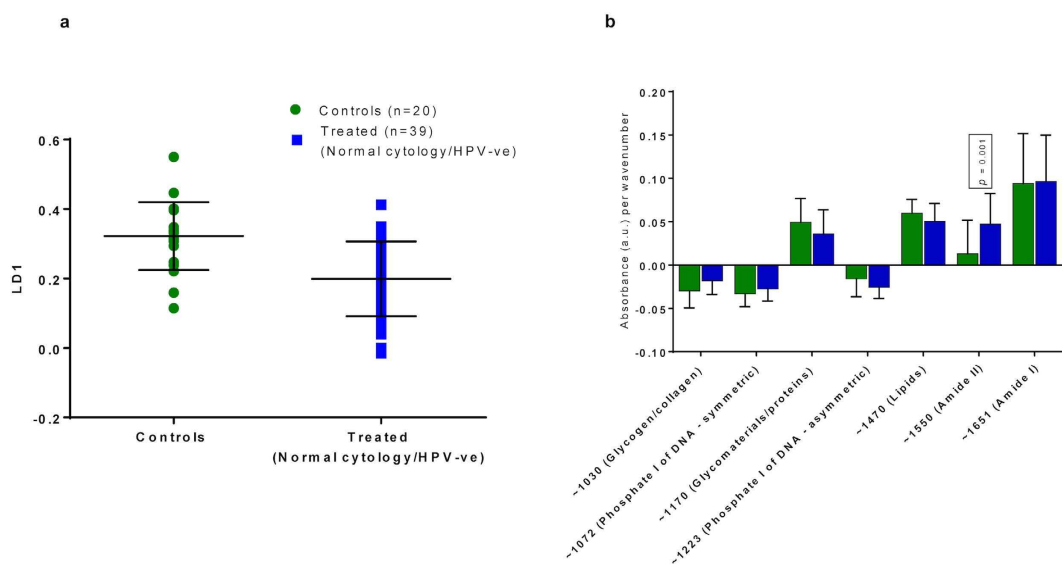 a
Controls (n=20)
Treated (n=39)
(Normal cytology/HPV-ve)
LD1
0.6
0.4
0.2
0.0
-0.2
Controls
Treated
(Normal cytology/HPV-ve)
b
Absorbance (a.u.) per wavenumber
0.20
0.15
0.10
0.05
0.00
-0.05
-0.10
p = 0.001
~1030 (Glycogen/collagen)
~1072 (Phosphate I of DNA - symmetric)
~1170 (Glycomaterials/proteins)
~1223 (Phosphate I of DNA - asymmetric)
~1470 (Lipids)
~1550 (Amide II)
~1651 (Amide I)